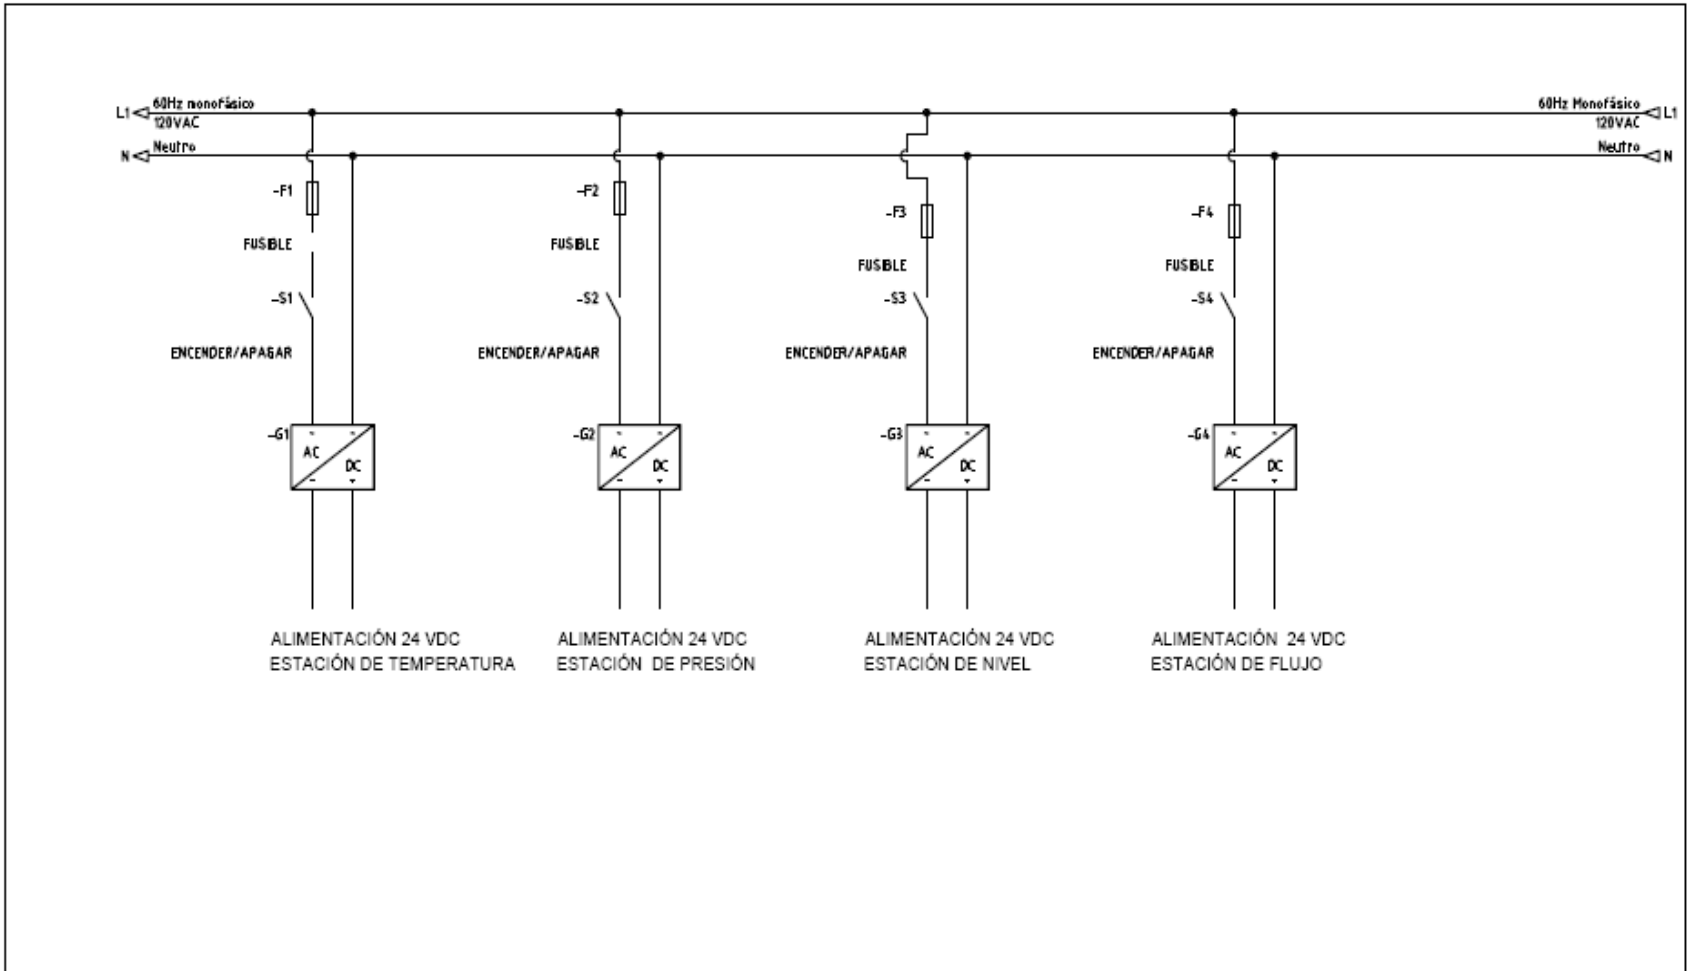 L1 60Hz monofásico 60Hz Monofásico L1
120VAC 120VAC
N Neutro Neutro N
-F1 -F2 -F3 -F4
FUSIBLE FUSIBLE FUSIBLE FUSIBLE
-S1 -S2 -S3 -S4
ENCENDER/APAGAR ENCENDER/APAGAR ENCENDER/APAGAR ENCENDER/APAGAR
-G1 ~ ~ -G2 ~ ~ -G3 ~ ~ -G4 ~ ~
AC AC AC AC
DC DC DC DC
- + - + - + - +
ALIMENTACIÓN 24 VDC
ESTACIÓN DE TEMPERATURA
ALIMENTACIÓN 24 VDC
ESTACIÓN DE PRESIÓN
ALIMENTACIÓN 24 VDC
ESTACIÓN DE NIVEL
ALIMENTACIÓN 24 VDC
ESTACIÓN DE FLUJO